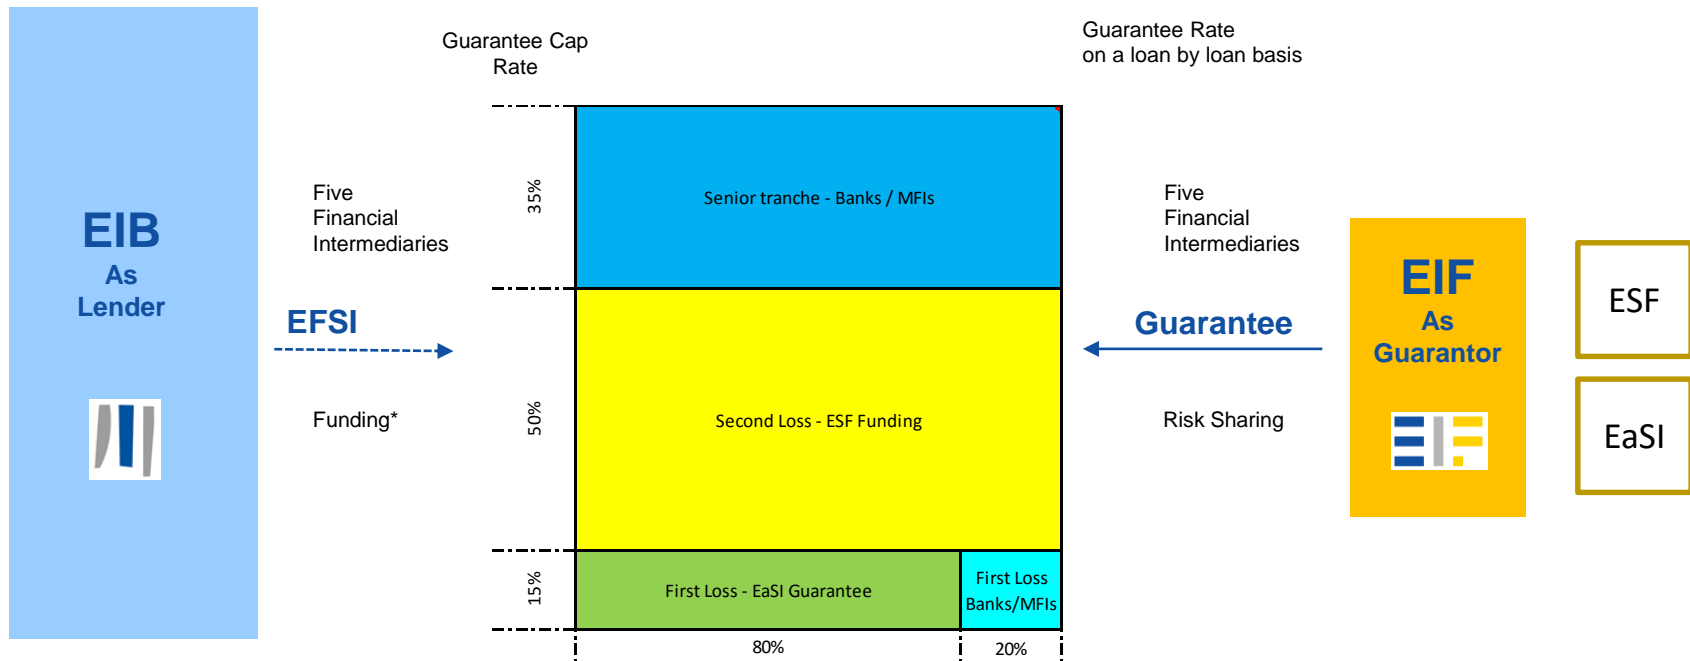 Guarantee Cap
Rate
Guarantee Rate
on a loan by loan basis
EIB
As
Lender
Five
Financial
Intermediaries
EFSI
Funding*
35%
50%
15%
Senior tranche - Banks / MFIs
Second Loss - ESF Funding
First Loss - EaSI Guarantee
First Loss
Banks/MFIs
80%
20%
Five
Financial
Intermediaries
Guarantee
Risk Sharing
EIF
As
Guarantor
EIF
ESF
EaSI